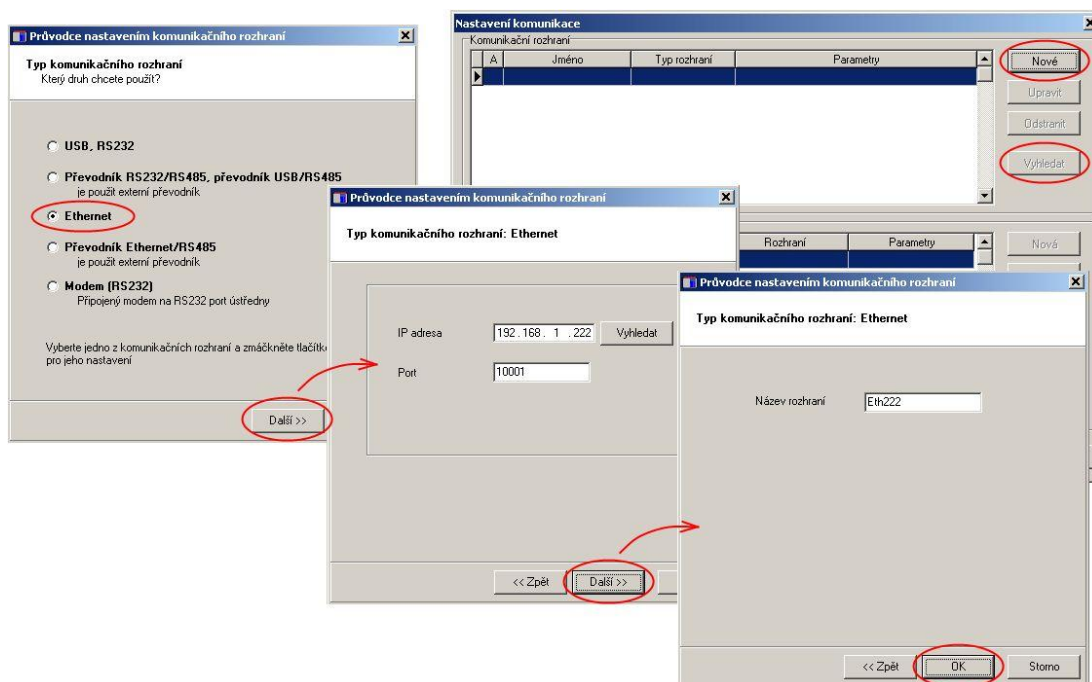 Průvodce nastavením komunikačního rozhraní
Typ komunikačního rozhraní
Který druh chcete použít?
USB, RS232
Převodník RS232/RS485, převodník USB/RS485
je použit externí převodník
Ethernet
Převodník Ethernet/RS485
je použit externí převodník
Modem (RS232)
Připojený modem na RS232 port ústředny
Vyberte jedno z komunikačních rozhraní a zmáčkněte tlačítko
pro jeho nastavení
Další >>
Nastavení komunikace
Komunikační rozhraní
A Jméno Typ rozhraní Parametry
Nové
Upravit
Odstranit
Vyhledat
Rozhraní Parametry
Nová
Průvodce nastavením komunikačního rozhraní
Typ komunikačního rozhraní: Ethernet
IP adresa 192.168. 1 .222 Vyhledat
Port 10001
<< Zpět Další >>
Průvodce nastavením komunikačního rozhraní
Typ komunikačního rozhraní: Ethernet
Název rozhraní Eth222
<< Zpět OK Storno